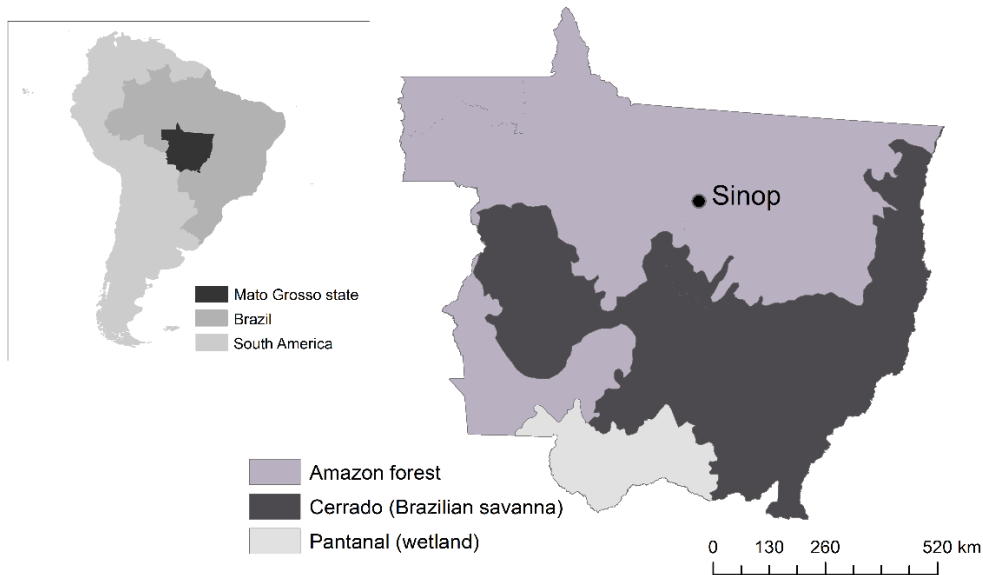 Sinop
Mato Grosso state
Brazil
South America
Amazon forest
Cerrado (Brazilian savanna)
Pantanal (wetland)
0 130 260 520 km